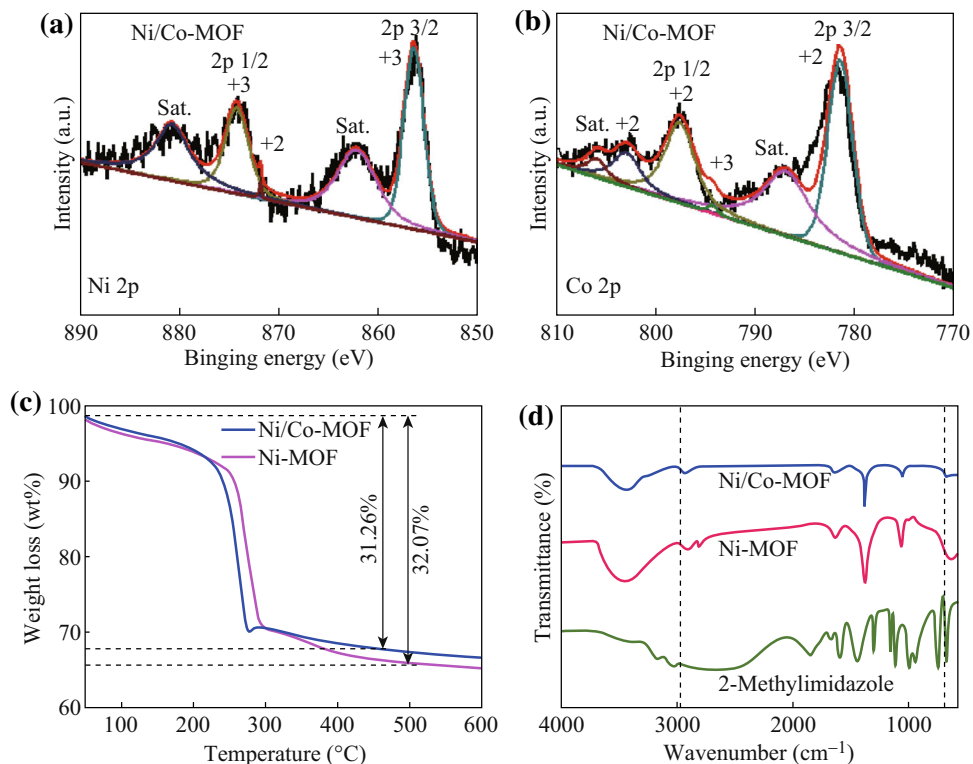 (a)
Ni/Co-MOF
2p 3/2
+3
2p 1/2
+3
Sat.
+2
Sat.
Ni 2p
Intensity (a.u.)
890 880 870 860 850
Binging energy (eV)
(b)
Ni/Co-MOF
2p 3/2
+2
2p 1/2
+2
Sat. +2
+3
Sat.
Co 2p
Intensity (a.u.)
810 800 790 780 770
Binging energy (eV)
(c)
100
90
80
70
60
Weight loss (wt%)
Ni/Co-MOF
Ni-MOF
31.26%
32.07%
100 200 300 400 500 600
Temperature (°C)
(d)
Transmittance (%)
Ni/Co-MOF
Ni-MOF
2-Methylimidazole
4000 3000 2000 1000
Wavenumber (cm⁻¹)